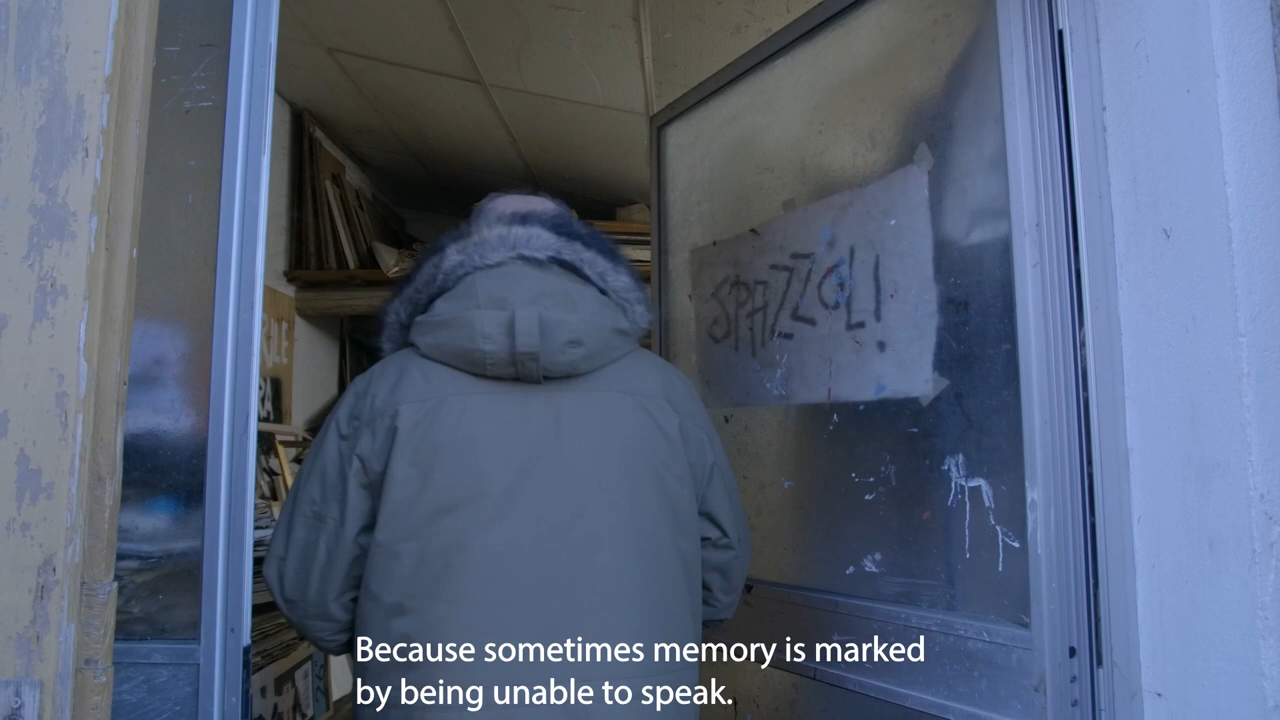 SPAZZOLI
Because sometimes memory is marked
by being unable to speak.